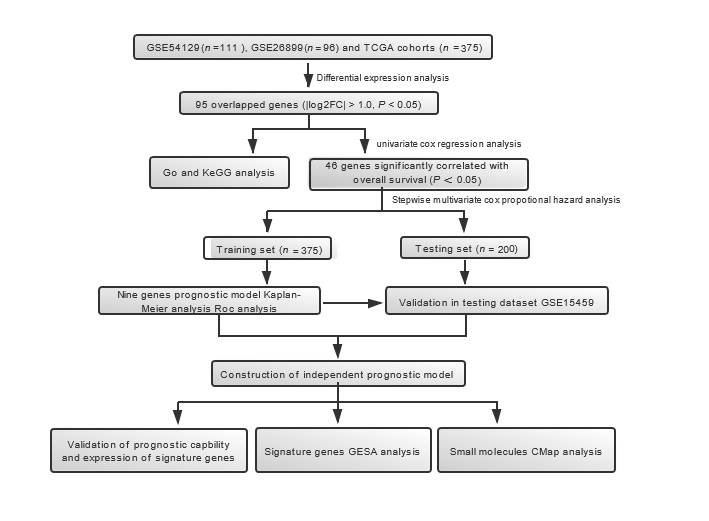 GSE54129(n=111), GSE26899(n=96) and TCGA cohorts (n=375)
Differential expression analysis
95 overlapped genes (|log2FC| > 1.0, P < 0.05)
univariate cox regression analysis
Go and KeGG analysis
46 genes significantly correlated with
overall survival (P < 0.05)
Stepwise multivariate cox propotional hazard analysis
Training set (n = 375)
Testing set (n = 200)
Nine genes prognostic model Kaplan-
Meier analysis Roc analysis
Validation in testing dataset GSE15459
Construction of independent prognostic model
Validation of prognostic capbility
and expression of signature genes
Signature genes GESA analysis
Small molecules CMap analysis